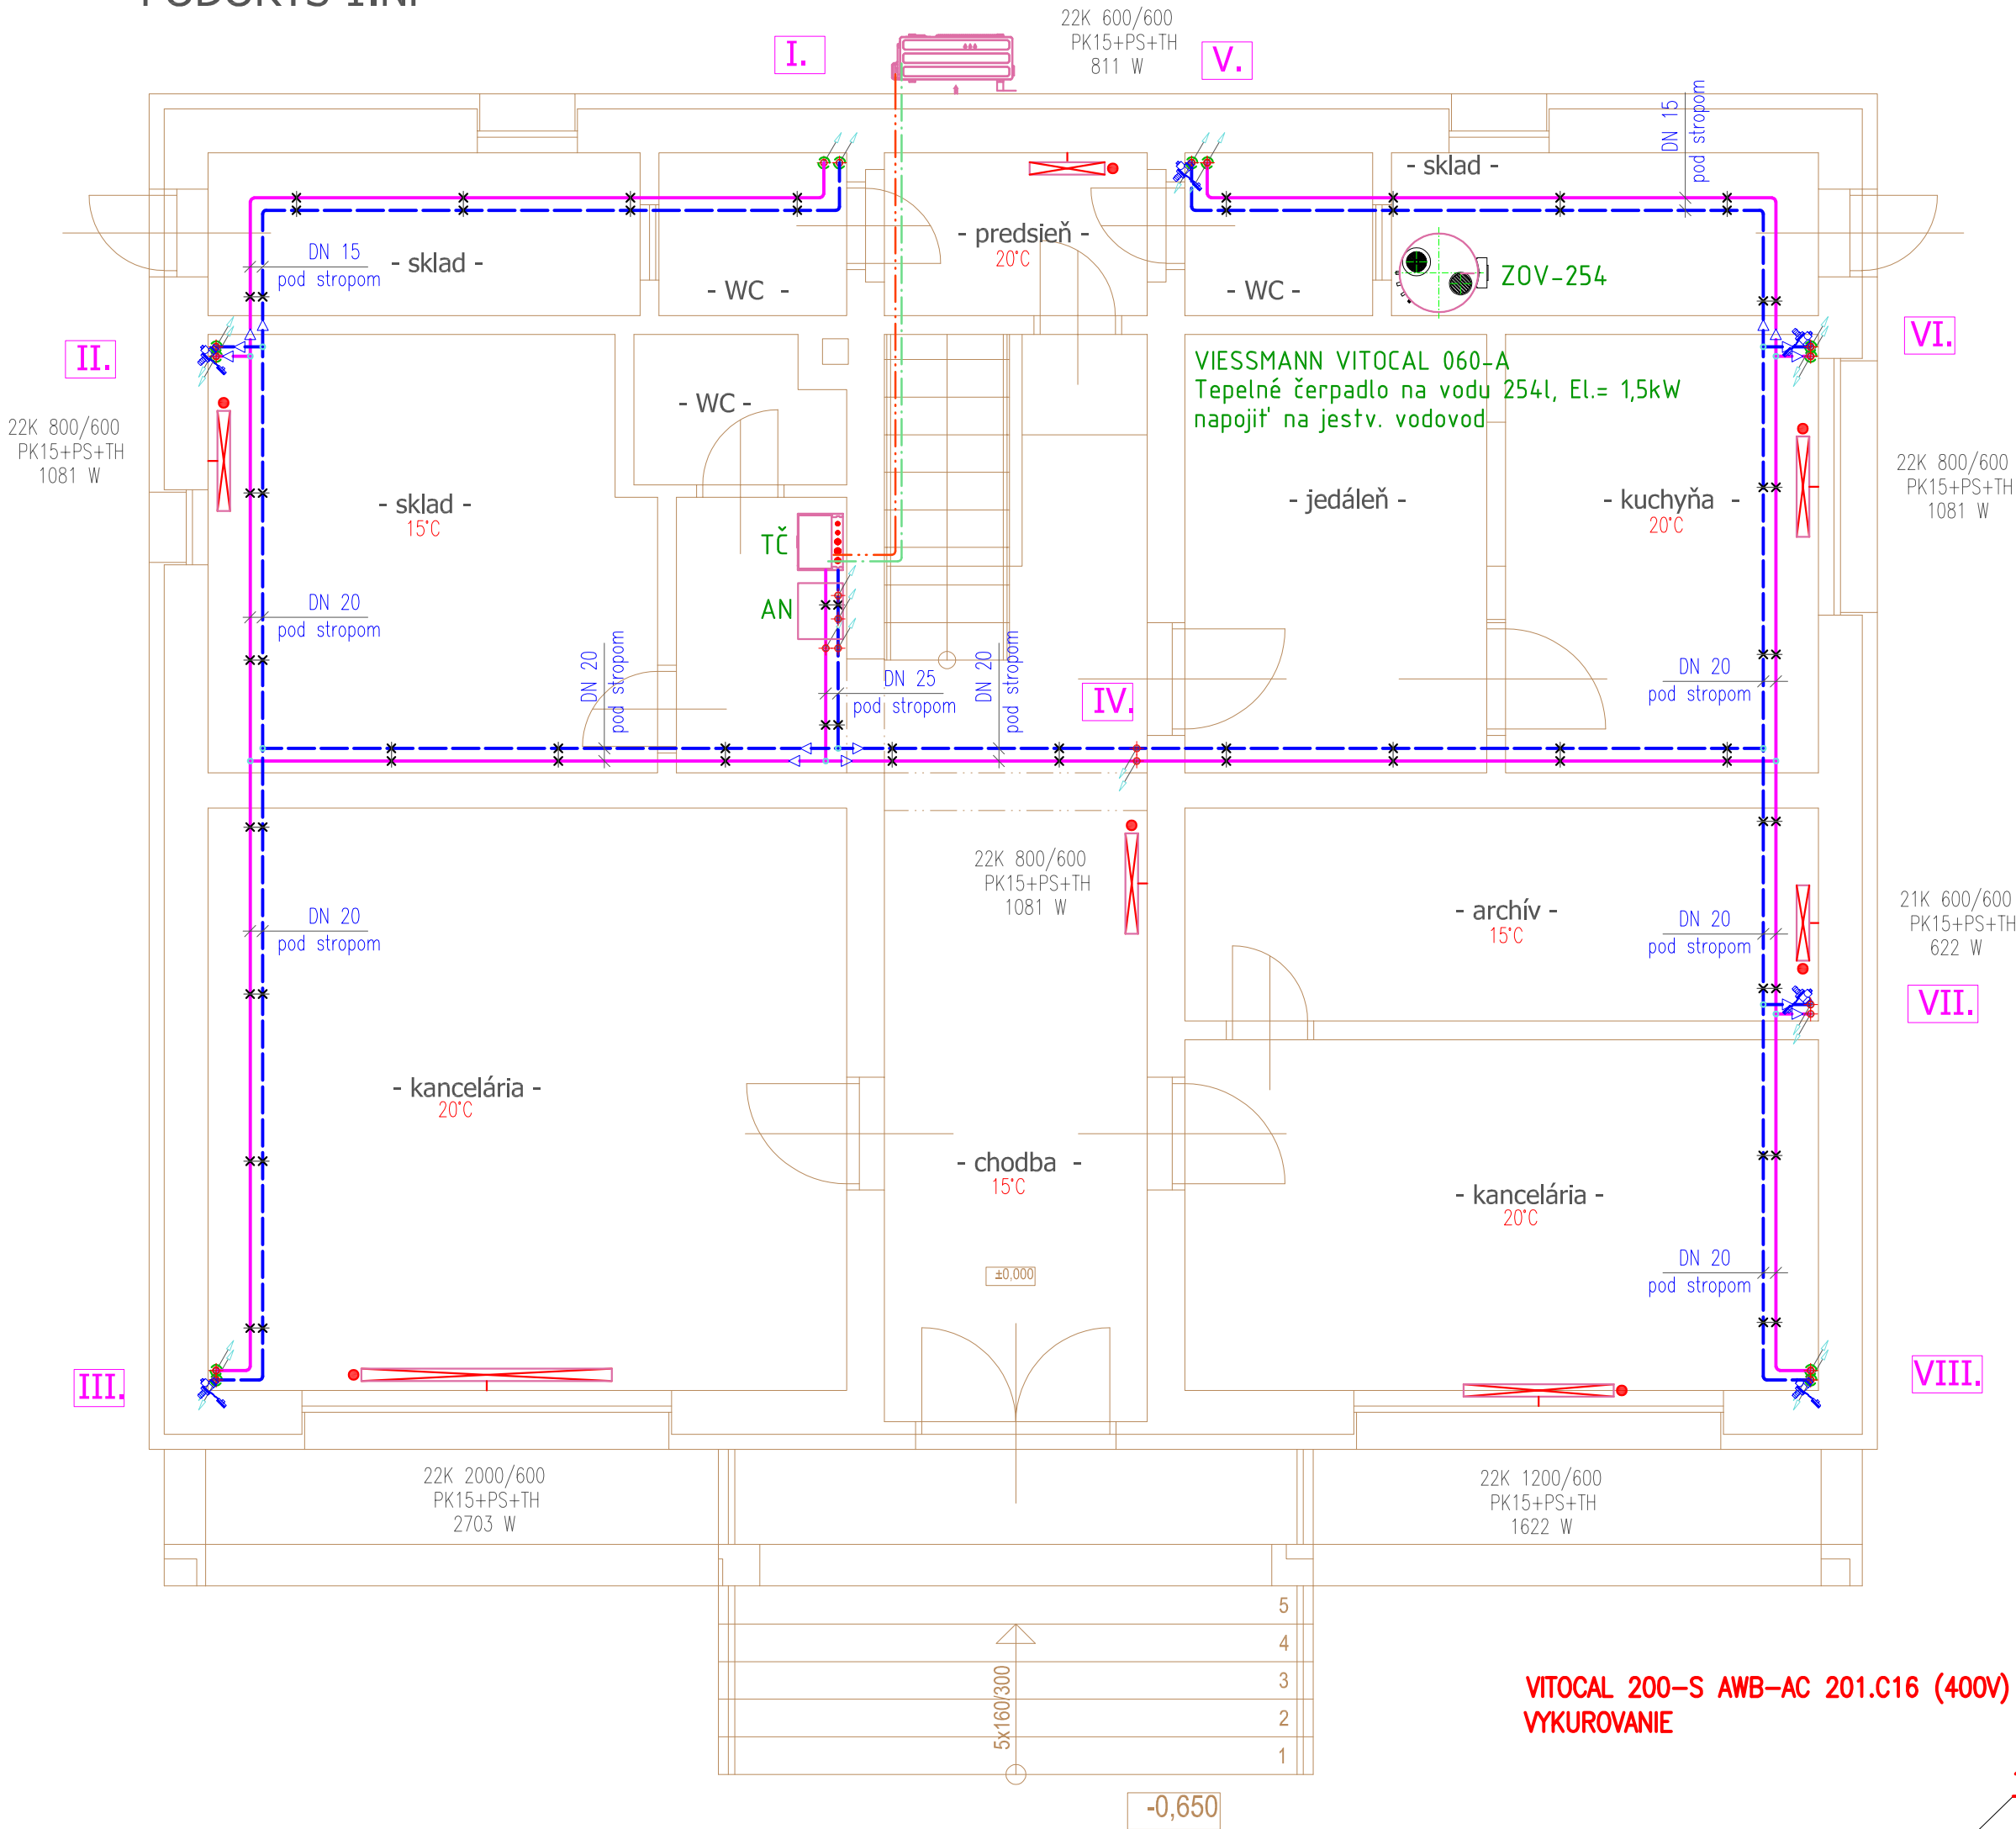 PÔDORYS 1.NP
22K 600/600
PK15+PS+TH
811 W
I.
V.
DN 15
pod stropom
- sklad -
- predsieň -
20°C
DN 15
pod stropom
- sklad -
- WC -
- WC -
ZOV-254
II.
VI.
VIESSMANN VITOCAL 060-A
Tepelné čerpadlo na vodu 254l, El.= 1,5kW
napojiť na jestv. vodovod
- WC -
22K 800/600
PK15+PS+TH
1081 W
22K 800/600
PK15+PS+TH
1081 W
- sklad -
15°C
- jedáleň -
- kuchyňa -
20°C
TČ
AN
DN 20
pod stropom
DN 20
pod stropom
DN 25
pod stropom
DN 20
pod stropom
DN 20
pod stropom
IV.
22K 800/600
PK15+PS+TH
1081 W
DN 20
pod stropom
- archív -
15°C
DN 20
pod stropom
21K 600/600
PK15+PS+TH
622 W
VII.
- kancelária -
20°C
- chodba -
15°C
- kancelária -
20°C
±0,000
DN 20
pod stropom
III.
VIII.
22K 2000/600
PK15+PS+TH
2703 W
22K 1200/600
PK15+PS+TH
1622 W
5
4
3
2
1
5x160/300
VITOCAL 200-S AWB-AC 201.C16 (400V)
VYKUROVANIE
-0,650